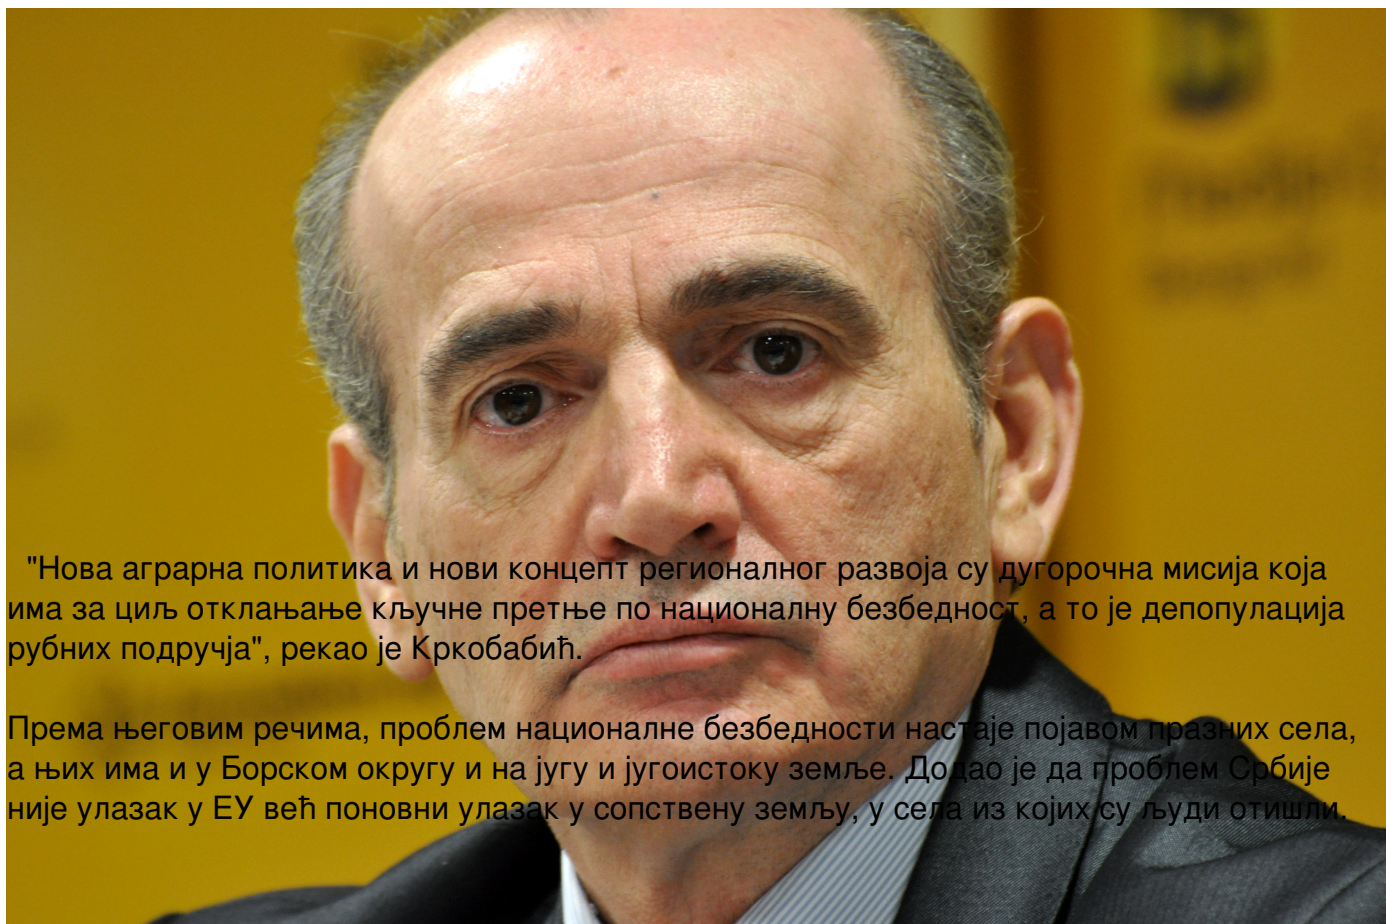 "Нова аграрна политика и нови концепт регионалног развоја су дугорочна мисија која
има за циљ отклањање кључне претње по националну безбедност, а то је депопулација
рубних подручја", рекао је Кркобабић.
Према његовим речима, проблем националне безбедности настаје појавом празних села,
а њих има и у Борском округу и на југу и југоистоку земље. Додао је да проблем Србије
није улазак у ЕУ већ поновни улазак у сопствену земљу, у села из којих су људи отишли.